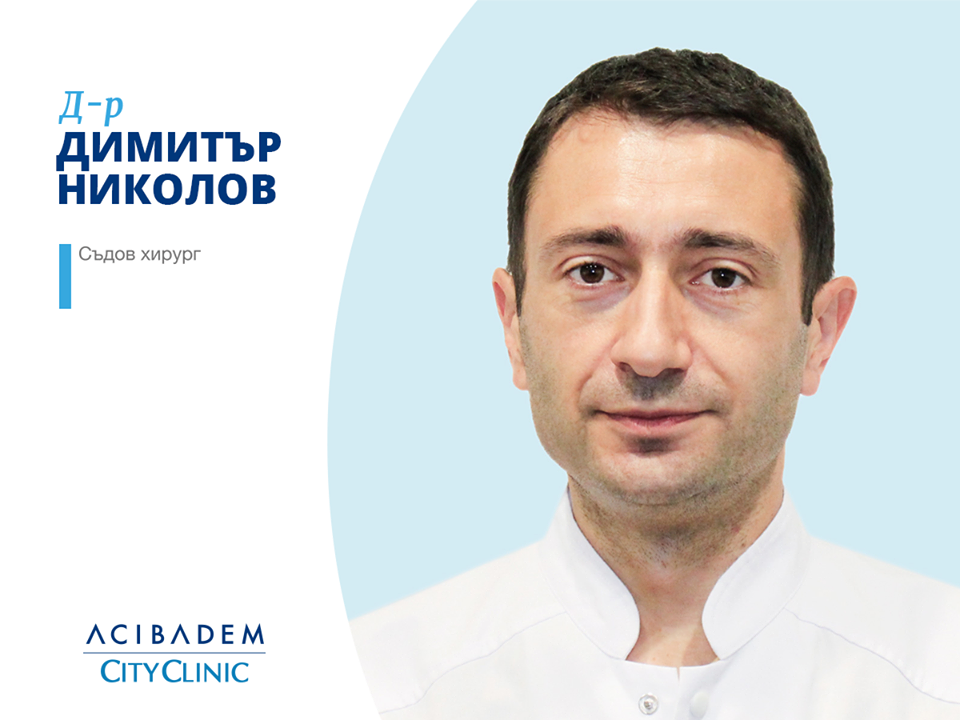 Д-р
ДИМИТЪР
НИКОЛОВ
Съдов хирург
ACIBADEM
CITYCLINIC